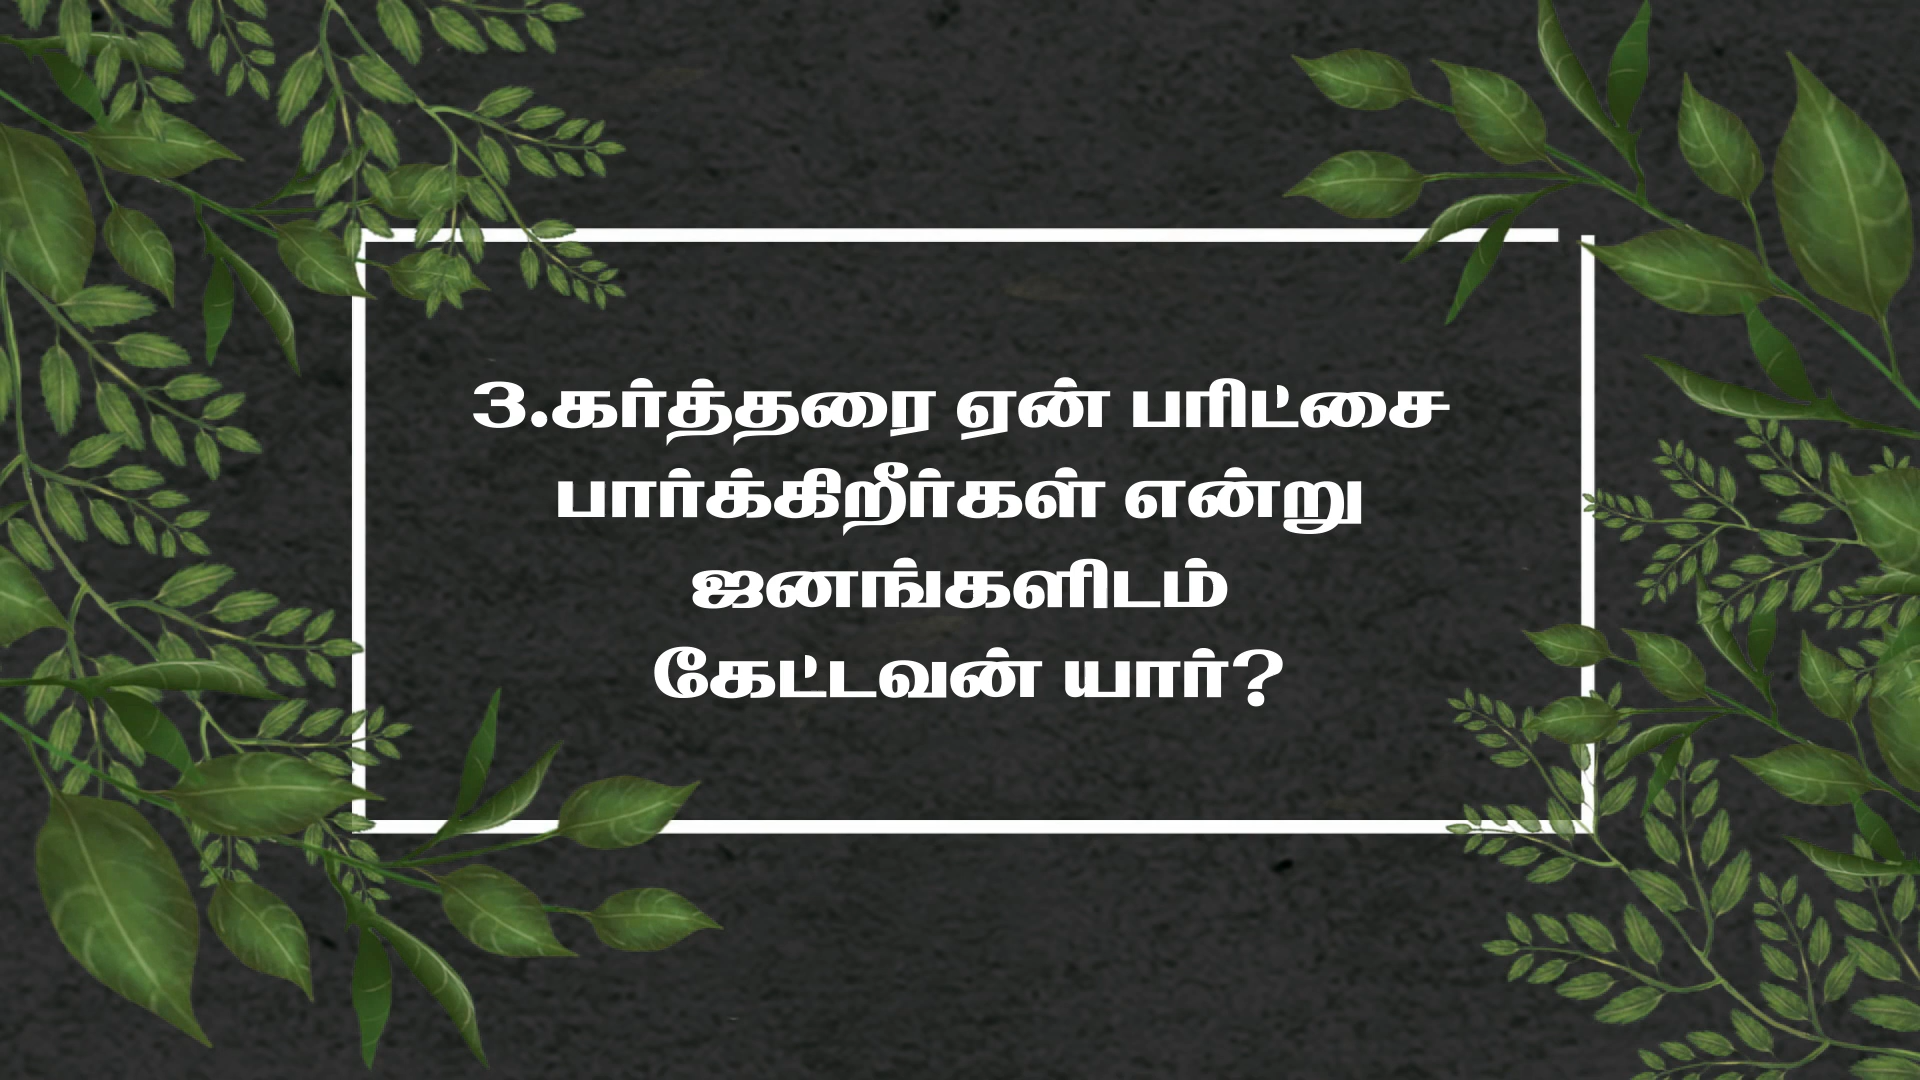 3.கர்த்தரை ஏன் பரிட்சை
பார்க்கிறீர்கள் என்று
ஜனங்களிடம்
கேட்டவன் யார்?